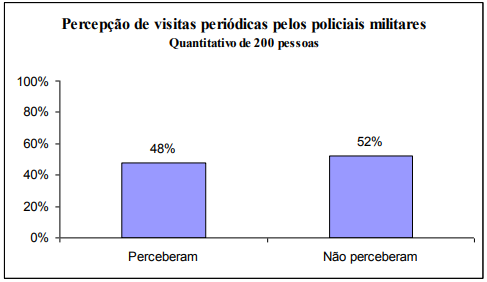 Percepção de visitas periódicas pelos policiais militares
Quantitativo de 200 pessoas
100%
80%
60%
40%
20%
0%
48%
52%
Perceberam
Não perceberam